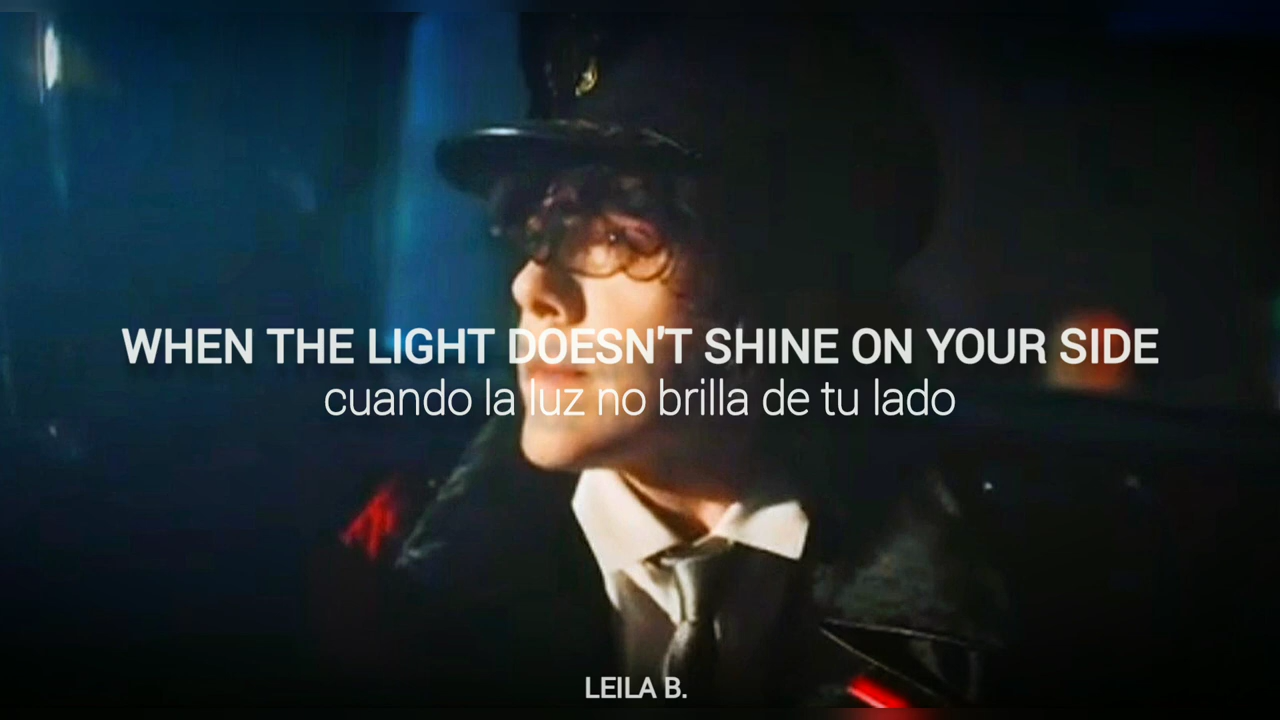 WHEN THE LIGHT DOESN'T SHINE ON YOUR SIDE
cuando la luz no brilla de tu lado
LEILA B.